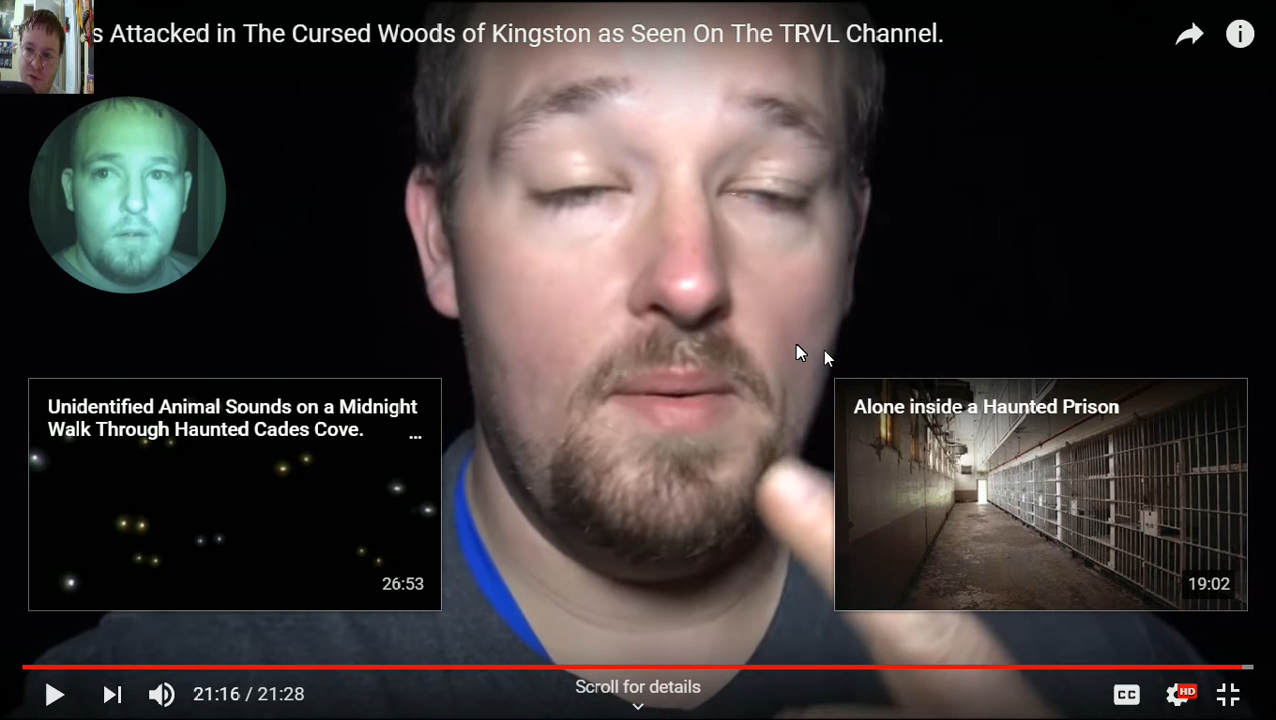 s Attacked in The Cursed Woods of Kingston as Seen On The TRVL Channel.
Unidentified Animal Sounds on a Midnight
Walk Through Haunted Cades Cove.
...
26:53
Alone inside a Haunted Prison
19:02
21:16 / 21:28
Scroll for details
CC
HD